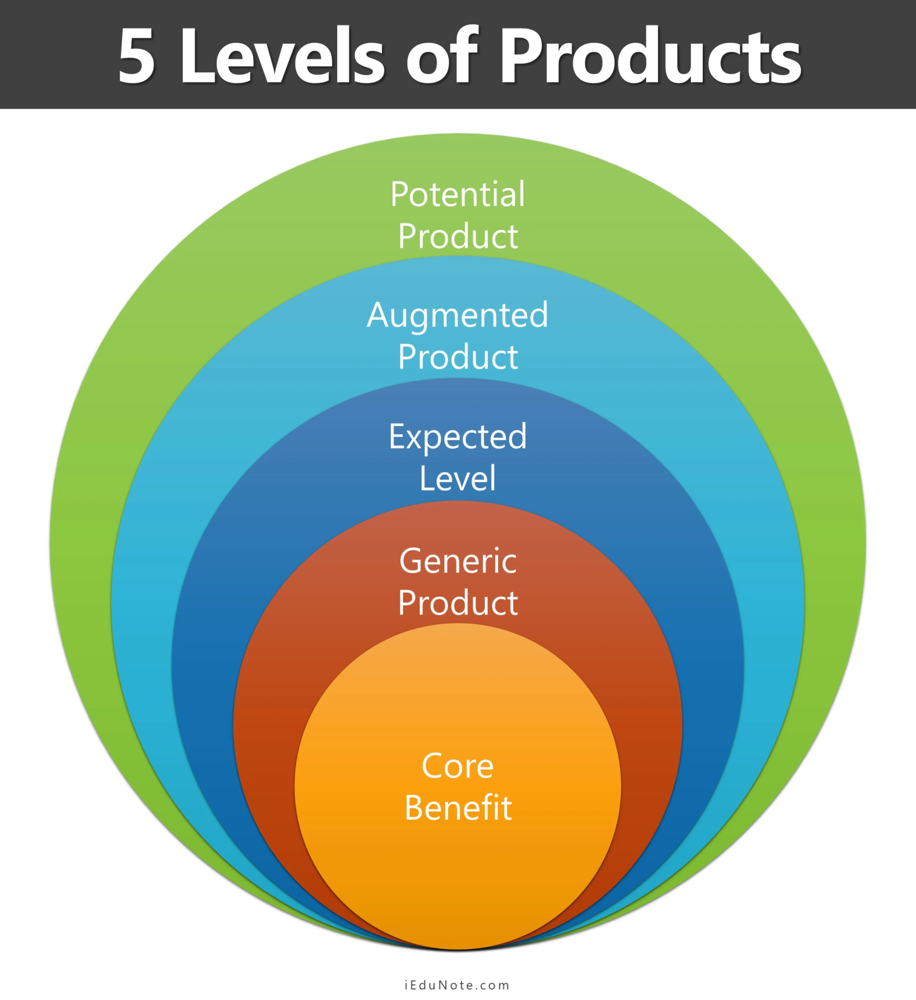 5 Levels of Products
Potential
Product
Augmented
Product
Expected
Level
Generic
Product
Core
Benefit
iEduNote.com